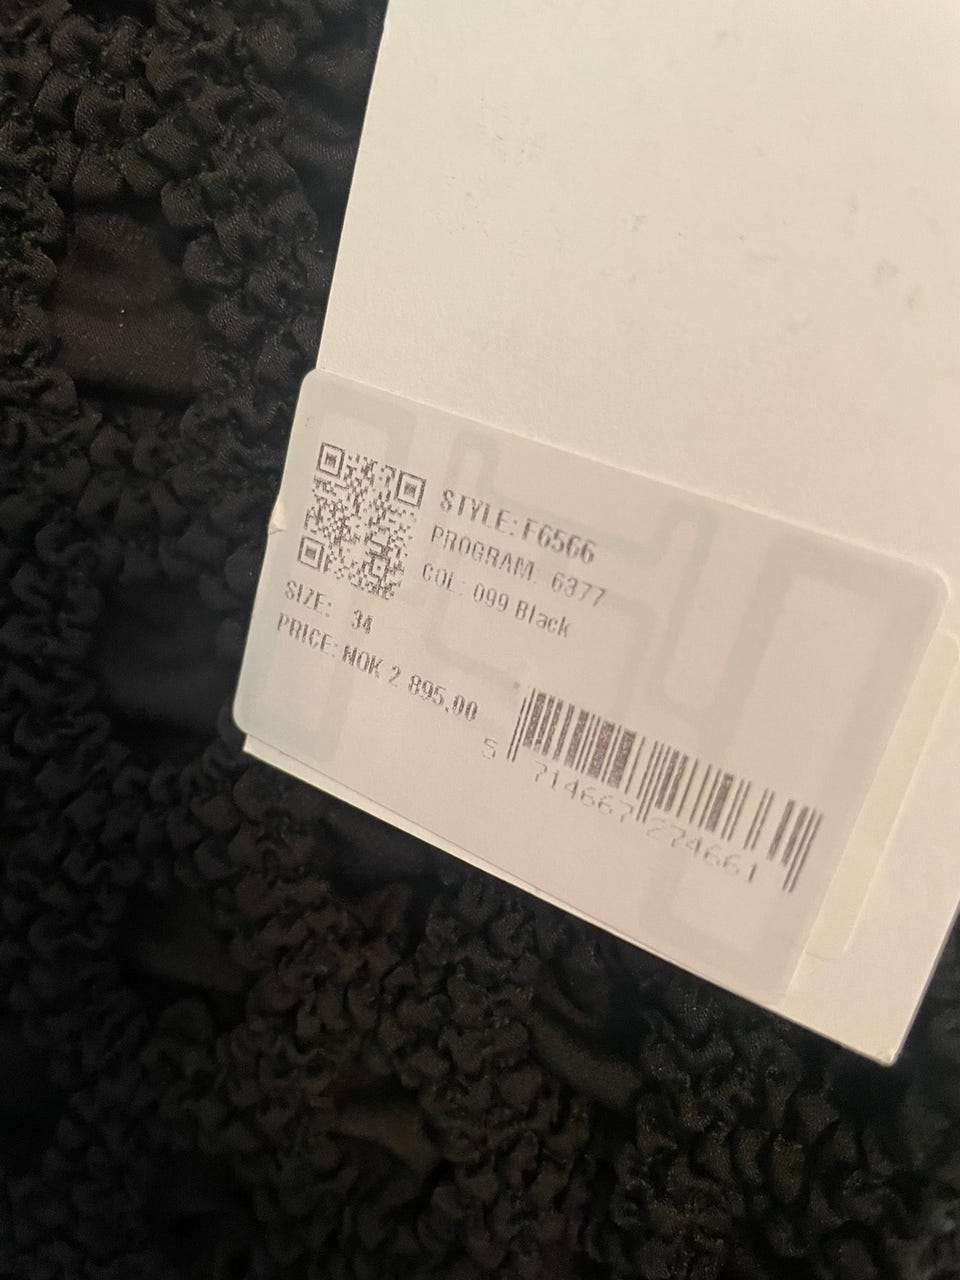 STYLE: F6566
PROGRAM: 6377
COL: 099 Black
SIZE: 34
PRICE: NOK 2 895.00
5 714667 274661